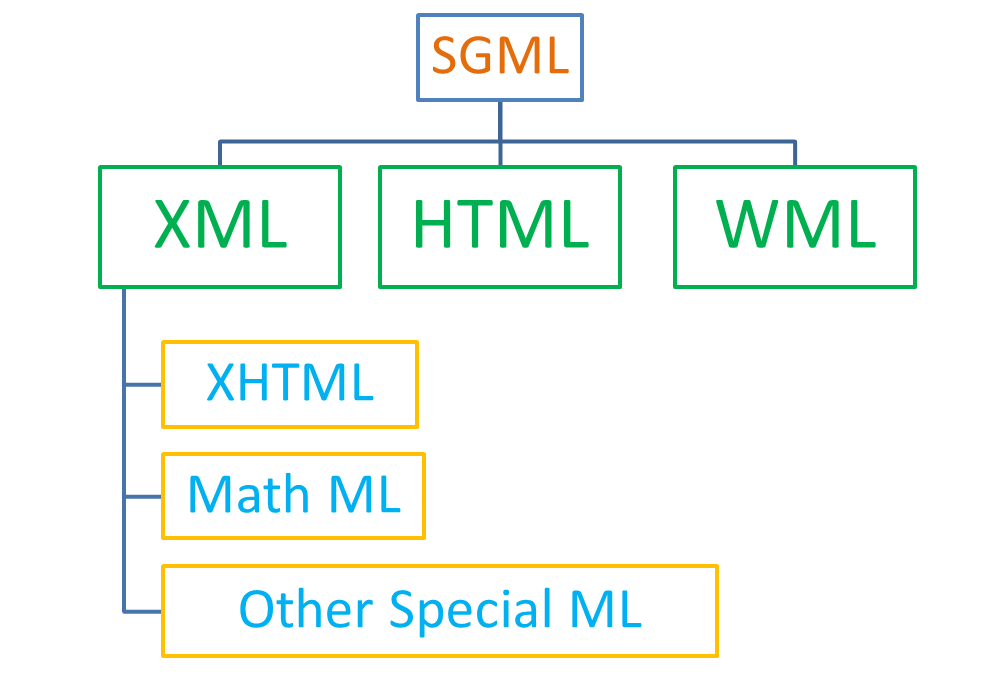 SGML
XML
HTML
WML
XHTML
Math ML
Other Special ML